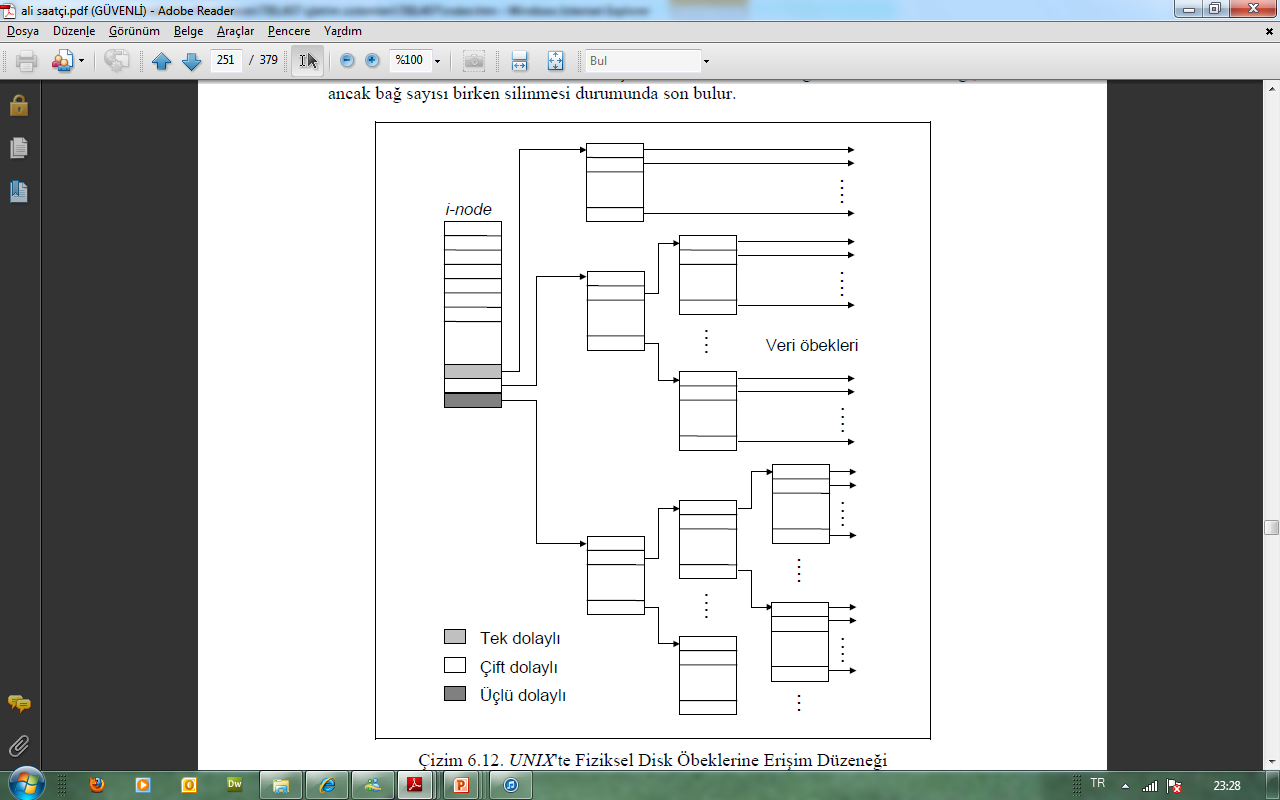 ali saatçi.pdf (GÜVENLİ) - Adobe Reader
Dosya Düzenle Görünüm Belge Araçlar Pencere Yardım
251 / 379 %100 Bul
ancak bağ sayısı birken silinmesi durumunda son bulur.
i-node
Veri öbekleri
Tek dolaylı
Çift dolaylı
Üçlü dolaylı
Çizim 6.12. UNIX'te Fiziksel Disk Öbeklerine Erişim Düzeneği
Dw
TR
23:28